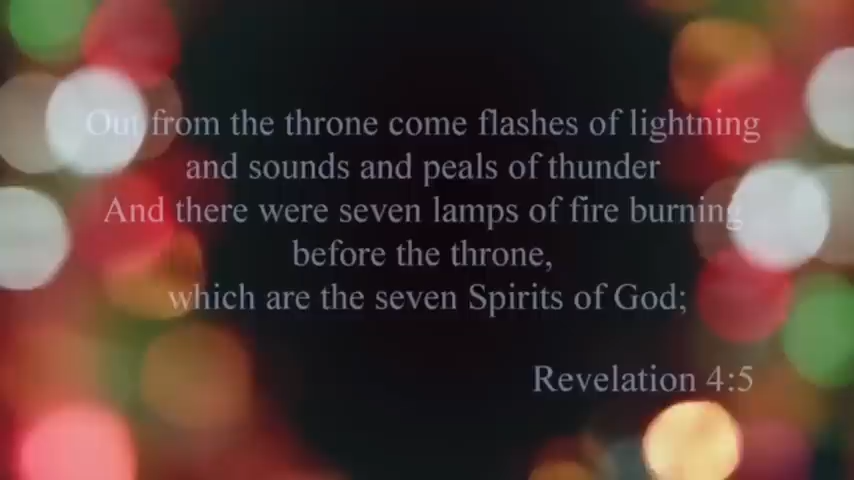 Out from the throne come flashes of lightning
and sounds and peals of thunder
And there were seven lamps of fire burning
before the throne,
which are the seven Spirits of God;
Revelation 4:5